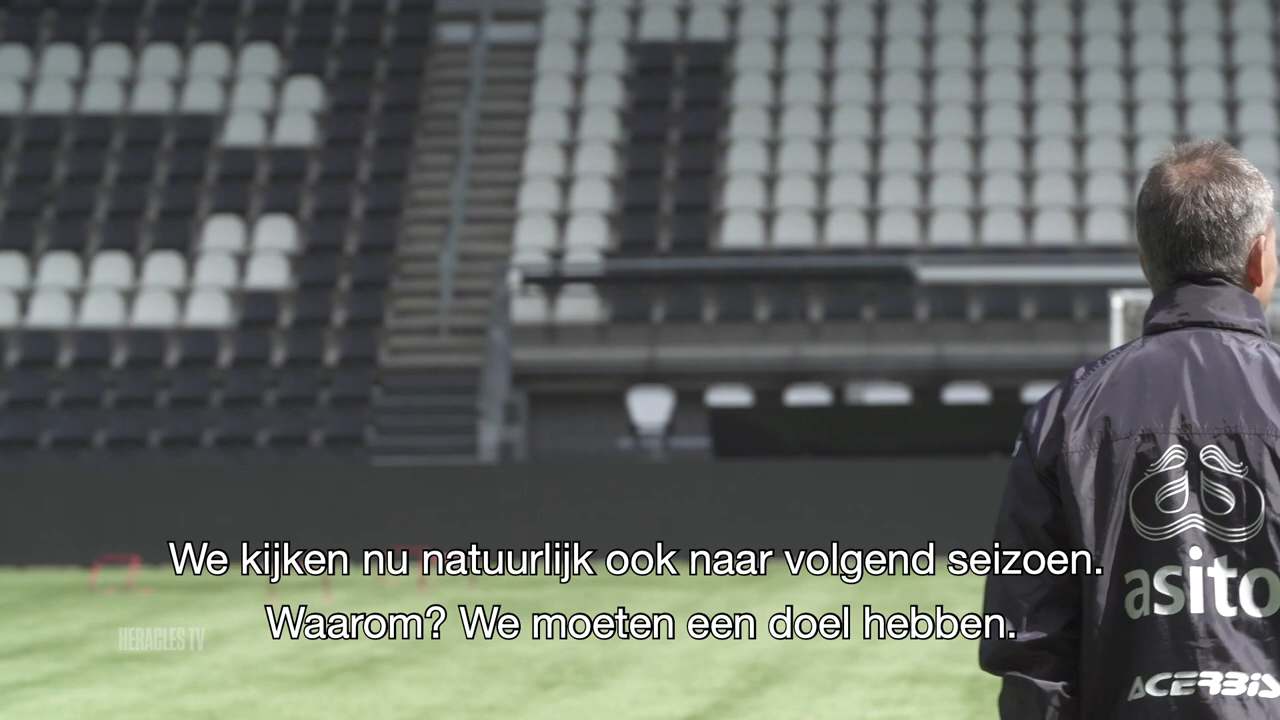 We kijken nu natuurlijk ook naar volgend seizoen.
Waarom? We moeten een doel hebben.
HERACLES TV
asito
ACERBIS